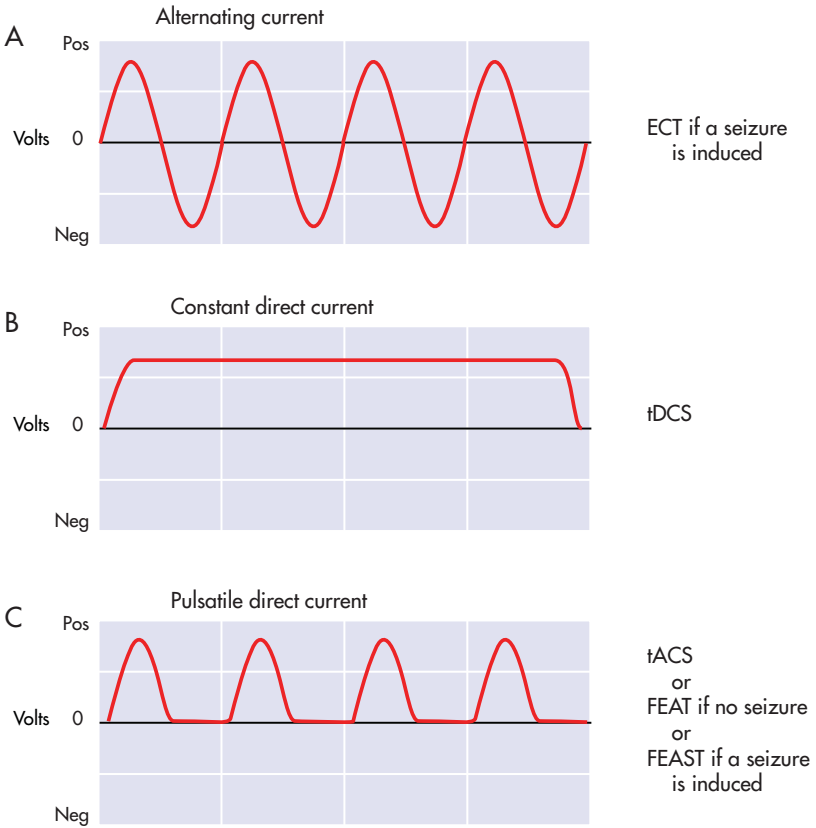 Alternating current
A
Pos
Volts 0
Neg
ECT if a seizure
is induced
Constant direct current
B
Pos
Volts 0
Neg
tDCS
Pulsatile direct current
C
Pos
Volts 0
Neg
tACS
or
FEAT if no seizure
or
FEAST if a seizure
is induced